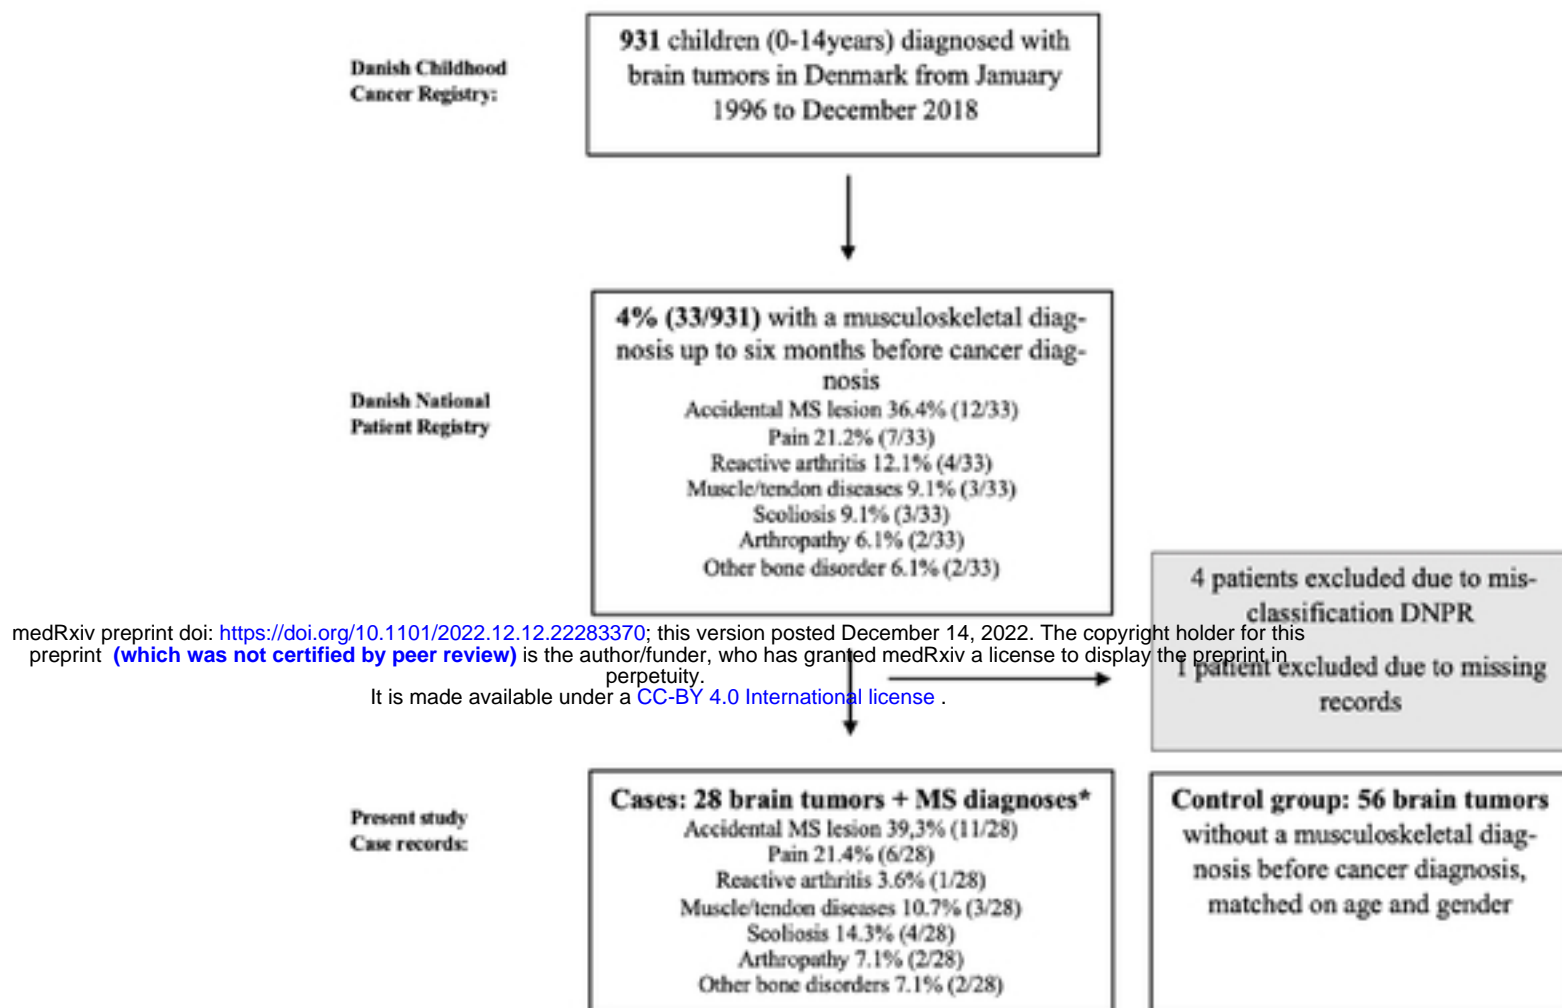 931 children (0-14years) diagnosed with
brain tumors in Denmark from January
1996 to December 2018
Danish Childhood
Cancer Registry:
4% (33/931) with a musculoskeletal diag-
nosis up to six months before cancer diag-
nosis
Accidental MS lesion 36.4% (12/33)
Pain 21.2% (7/33)
Reactive arthritis 12.1% (4/33)
Muscle/tendon diseases 9.1% (3/33)
Scoliosis 9.1% (3/33)
Arthropathy 6.1% (2/33)
Other bone disorder 6.1% (2/33)
Danish National
Patient Registry
4 patients excluded due to mis-
classification DNPR
1 patient excluded due to missing
records
medRxiv preprint doi: https://doi.org/10.1101/2022.12.12.22283370; this version posted December 14, 2022. The copyright holder for this
preprint (which was not certified by peer review) is the author/funder, who has granted medRxiv a license to display the preprint in
perpetuity.
It is made available under a CC-BY 4.0 International license .
Present study
Case records:
Cases: 28 brain tumors + MS diagnoses*
Accidental MS lesion 39,3% (11/28)
Pain 21.4% (6/28)
Reactive arthritis 3.6% (1/28)
Muscle/tendon diseases 10.7% (3/28)
Scoliosis 14.3% (4/28)
Arthropathy 7.1% (2/28)
Other bone disorders 7.1% (2/28)
Control group: 56 brain tumors
without a musculoskeletal diag-
nosis before cancer diagnosis,
matched on age and gender